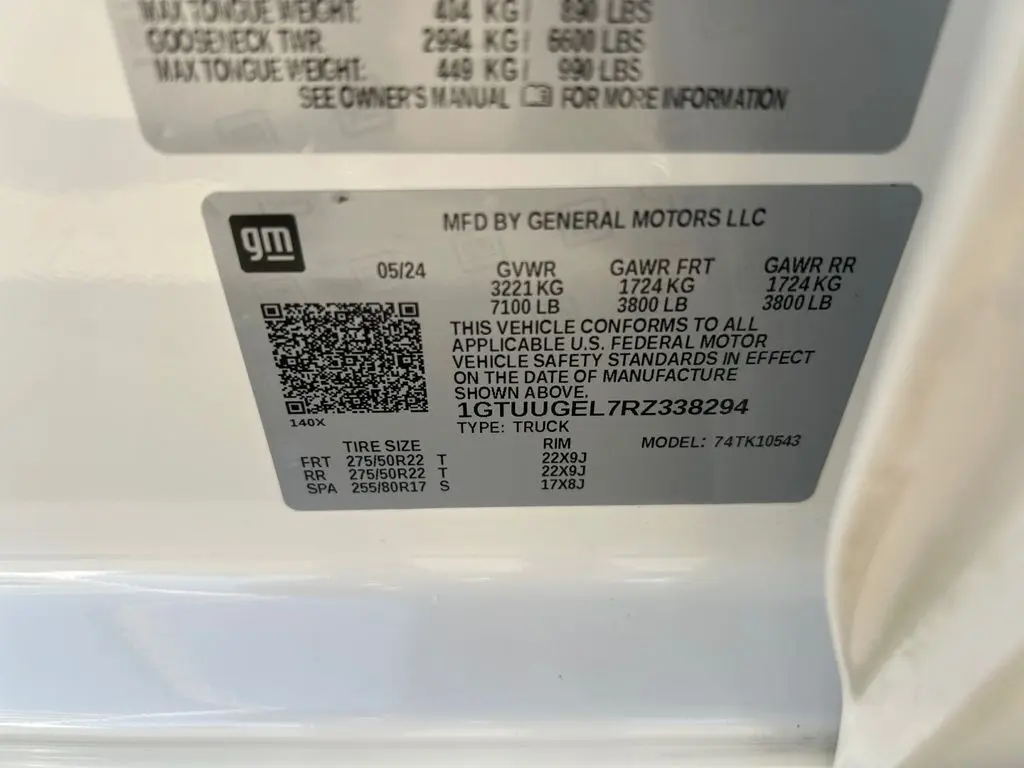 MAX TONGUE WEIGHT: 404 KG / 890 LBS
GOOSENECK TWR 2994 KG / 6600 LBS
MAX TONGUE WEIGHT: 449 KG / 990 LBS
SEE OWNER'S MANUAL FOR MORE INFORMATION
gm
MFD BY GENERAL MOTORS LLC
05/24 GVWR GAWR FRT GAWR RR
3221 KG 1724 KG 1724 KG
7100 LB 3800 LB 3800 LB
THIS VEHICLE CONFORMS TO ALL
APPLICABLE U.S. FEDERAL MOTOR
VEHICLE SAFETY STANDARDS IN EFFECT
ON THE DATE OF MANUFACTURE
SHOWN ABOVE.
140X
1GTUUGEL7RZ338294
TYPE: TRUCK
TIRE SIZE RIM MODEL: 74TK10543
FRT 275/50R22 T 22X9J
RR 275/50R22 T 22X9J
SPA 255/80R17 S 17X8J